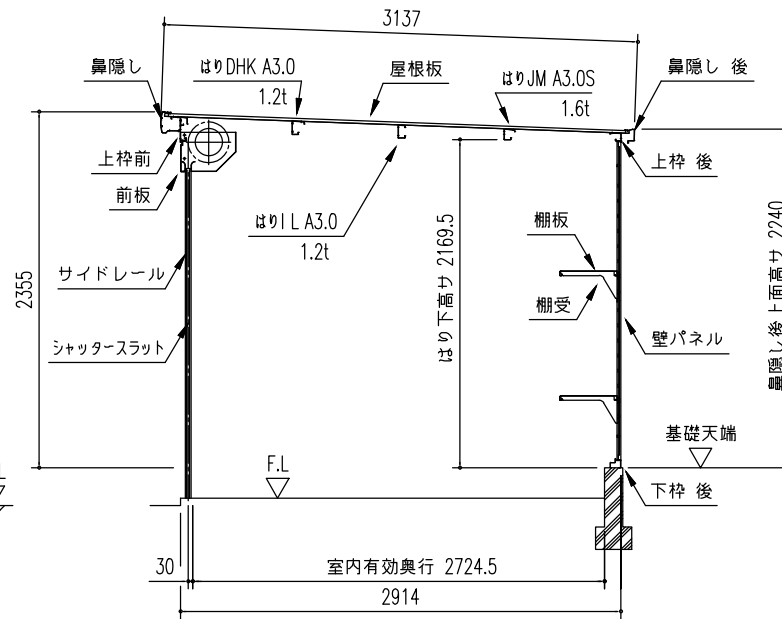 3137
鼻隠し
はりDHK A3.0
1.2t
屋根板
はりJM A3.0S
1.6t
鼻隠し 後
上枠前
前板
はりIL A3.0
1.2t
上枠 後
棚板
棚受
サイドレール
シャッタースラット
壁パネル
2355
はり下高サ 2169.5
鼻隠し後上面高サ 2240
基礎天端
F.L
下枠 後
30
室内有効奥行 2724.5
2914